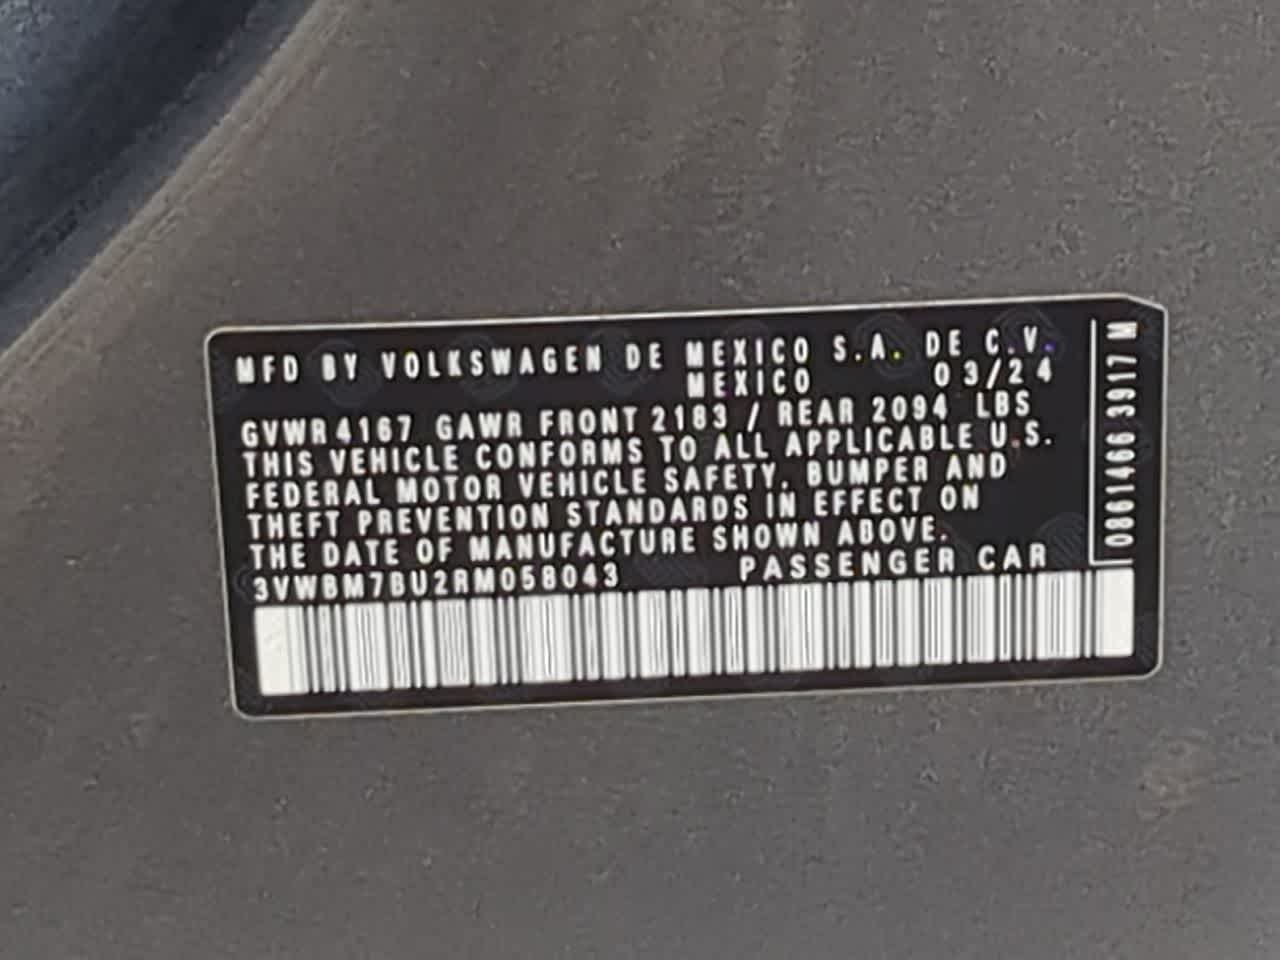 MFD BY VOLKSWAGEN DE MEXICO S.A. DE C.V.
MEXICO 03/24
GVWR 4167 GAWR FRONT 2183 / REAR 2094 LBS
THIS VEHICLE CONFORMS TO ALL APPLICABLE U.S.
FEDERAL MOTOR VEHICLE SAFETY, BUMPER AND
THEFT PREVENTION STANDARDS IN EFFECT ON
THE DATE OF MANUFACTURE SHOWN ABOVE.
3VWBM7BU2RM058043 PASSENGER CAR
0861466 3917 M